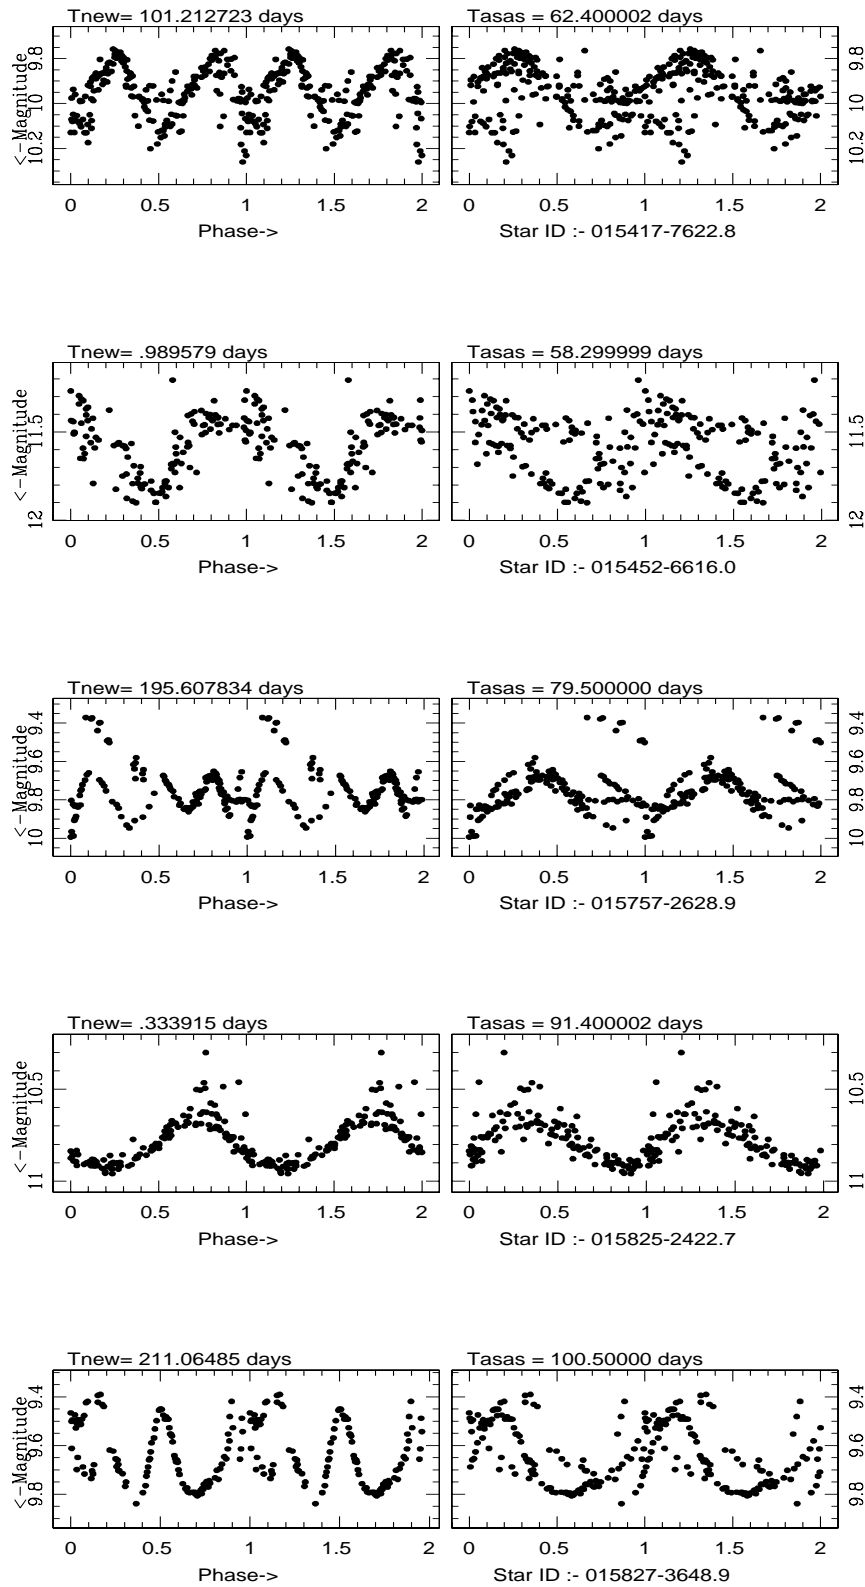 Tnew= 101.212723 days Tasas = 62.400002 days
<-Magnitude
9.8 10 10.2
9.8 10 10.2
0 0.5 1 1.5 2 0 0.5 1 1.5 2
Phase-> Star ID :- 015417-7622.8
Tnew= .989579 days Tasas = 58.299999 days
<-Magnitude
11.5 12
11.5 12
0 0.5 1 1.5 2 0 0.5 1 1.5 2
Phase-> Star ID :- 015452-6616.0
Tnew= 195.607834 days Tasas = 79.500000 days
<-Magnitude
9.4 9.6 9.8 10
9.4 9.6 9.8 10
0 0.5 1 1.5 2 0 0.5 1 1.5 2
Phase-> Star ID :- 015757-2628.9
Tnew= .333915 days Tasas = 91.400002 days
<-Magnitude
10.5 11
10.5 11
0 0.5 1 1.5 2 0 0.5 1 1.5 2
Phase-> Star ID :- 015825-2422.7
Tnew= 211.06485 days Tasas = 100.50000 days
<-Magnitude
9.4 9.6 9.8
9.4 9.6 9.8
0 0.5 1 1.5 2 0 0.5 1 1.5 2
Phase-> Star ID :- 015827-3648.9